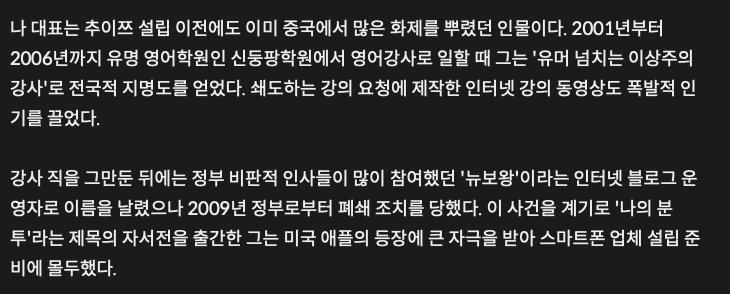 나 대표는 추이쯔 설립 이전에도 이미 중국에서 많은 화제를 뿌렸던 인물이다. 2001년부터
2006년까지 유명 영어학원인 신둥팡학원에서 영어강사로 일할 때 그는 '유머 넘치는 이상주의
강사'로 전국적 지명도를 얻었다. 쇄도하는 강의 요청에 제작한 인터넷 강의 동영상도 폭발적 인
기를 끌었다.

강사 직을 그만둔 뒤에는 정부 비판적 인사들이 많이 참여했던 '뉴보왕'이라는 인터넷 블로그 운
영자로 이름을 날렸으나 2009년 정부로부터 폐쇄 조치를 당했다. 이 사건을 계기로 '나의 분
투'라는 제목의 자서전을 출간한 그는 미국 애플의 등장에 큰 자극을 받아 스마트폰 업체 설립 준
비에 몰두했다.